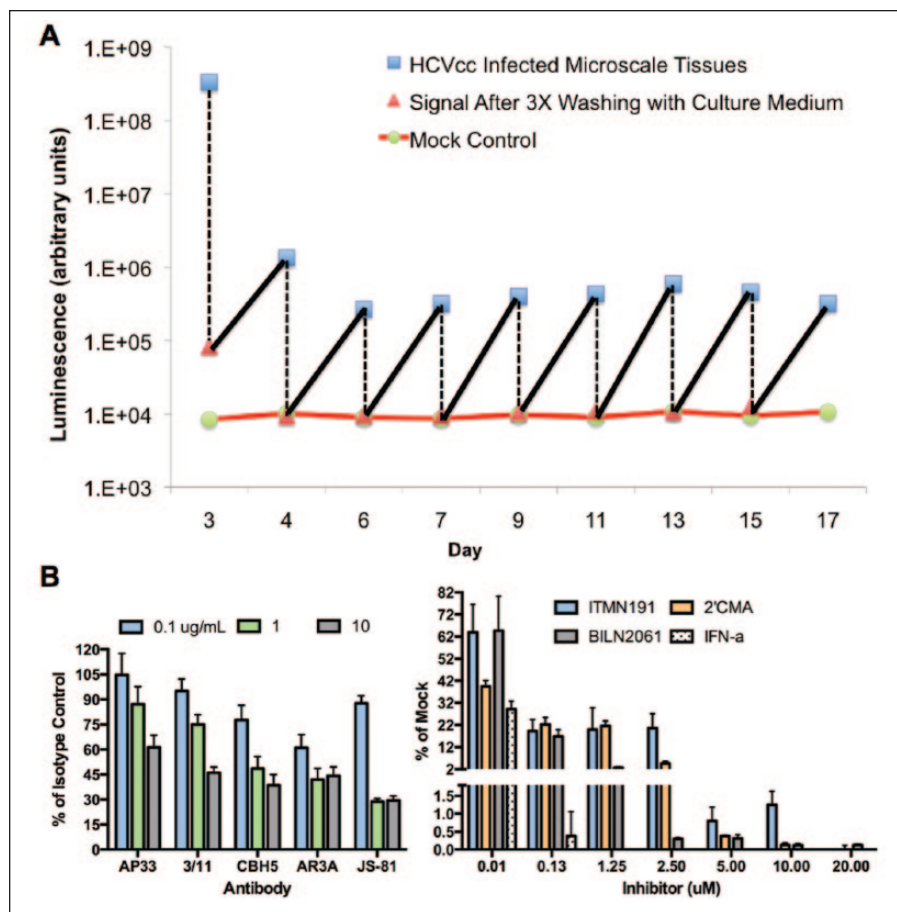 A
1.E+09
1.E+08
1.E+07
1.E+06
1.E+05
1.E+04
1.E+03
Luminescence (arbitrary units)
HCVcc Infected Microscale Tissues
Signal After 3X Washing with Culture Medium
Mock Control
3 4 6 7 9 11 13 15 17
Day
B
0.1 ug/mL 1 10
120
105
90
75
60
45
30
15
0
% of Isotype Control
AP33 3/11 CBH5 AR3A JS-81
Antibody
ITMN191 2'CMA
BILN2061 IFN-a
82
72
62
52
42
32
22
12
2
1.5
1.0
0.5
0.0
% of Mock
0.01 0.13 1.25 2.50 5.00 10.00 20.00
Inhibitor (uM)